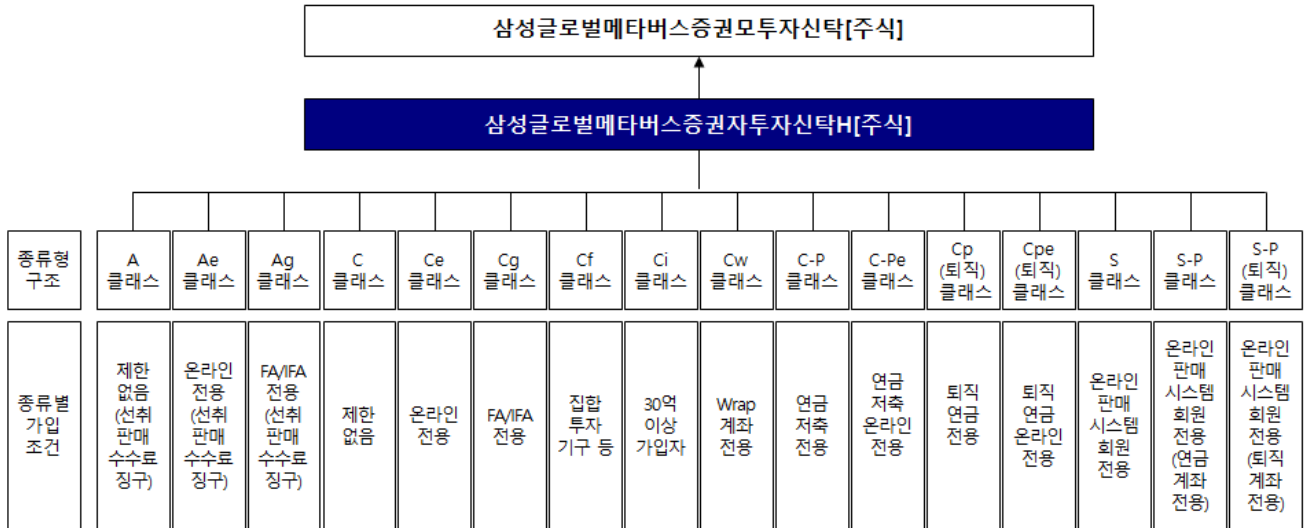 삼성글로벌메타버스증권모투자신탁[주식]
삼성글로벌메타버스증권자투자신탁H[주식]
종류형
구조
A
클래스
Ae
클래스
Ag
클래스
C
클래스
Ce
클래스
Cg
클래스
Cf
클래스
Ci
클래스
Cw
클래스
C-P
클래스
C-Pe
클래스
Cp
(퇴직)
클래스
Cpe
(퇴직)
클래스
S
클래스
S-P
클래스
S-P
(퇴직)
클래스
종류별
가입
조건
제한
없음
(선취
판매
수수료
징구)
온라인
전용
(선취
판매
수수료
징구)
FA/IFA
전용
(선취
판매
수수료
징구)
제한
없음
온라인
전용
FA/IFA
전용
집합
투자
기구 등
30억
이상
가입자
Wrap
계좌
전용
연금
저축
전용
연금
저축
온라인
전용
퇴직
연금
전용
퇴직
연금
온라인
전용
온라인
판매
시스템
회원
전용
온라인
판매
시스템
회원
전용
(연금
계좌
전용)
온라인
판매
시스템
회원
전용
(퇴직
계좌
전용)